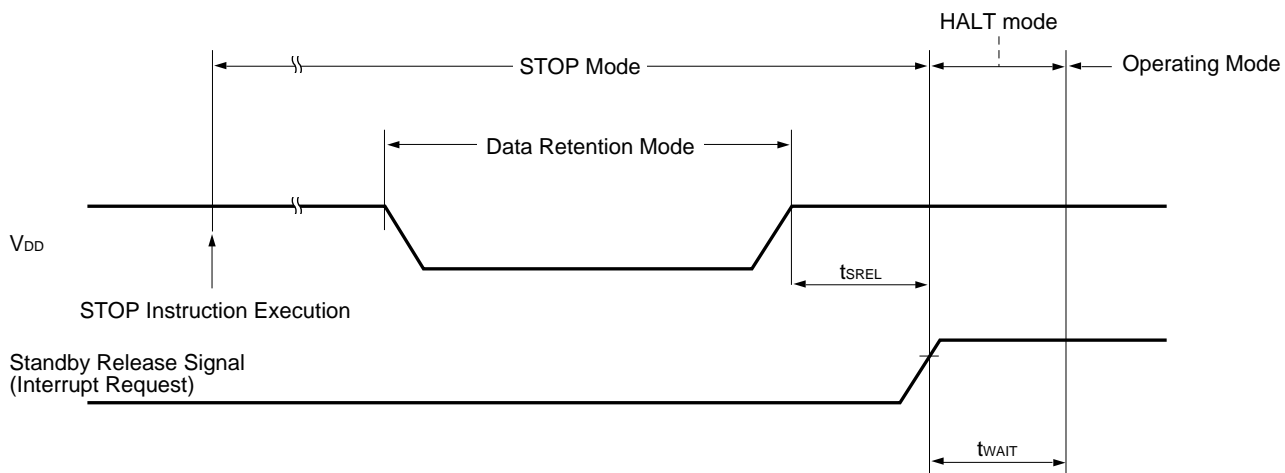 HALT mode
STOP Mode
Operating Mode
Data Retention Mode
VDD
tSREL
STOP Instruction Execution
Standby Release Signal
(Interrupt Request)
tWAIT